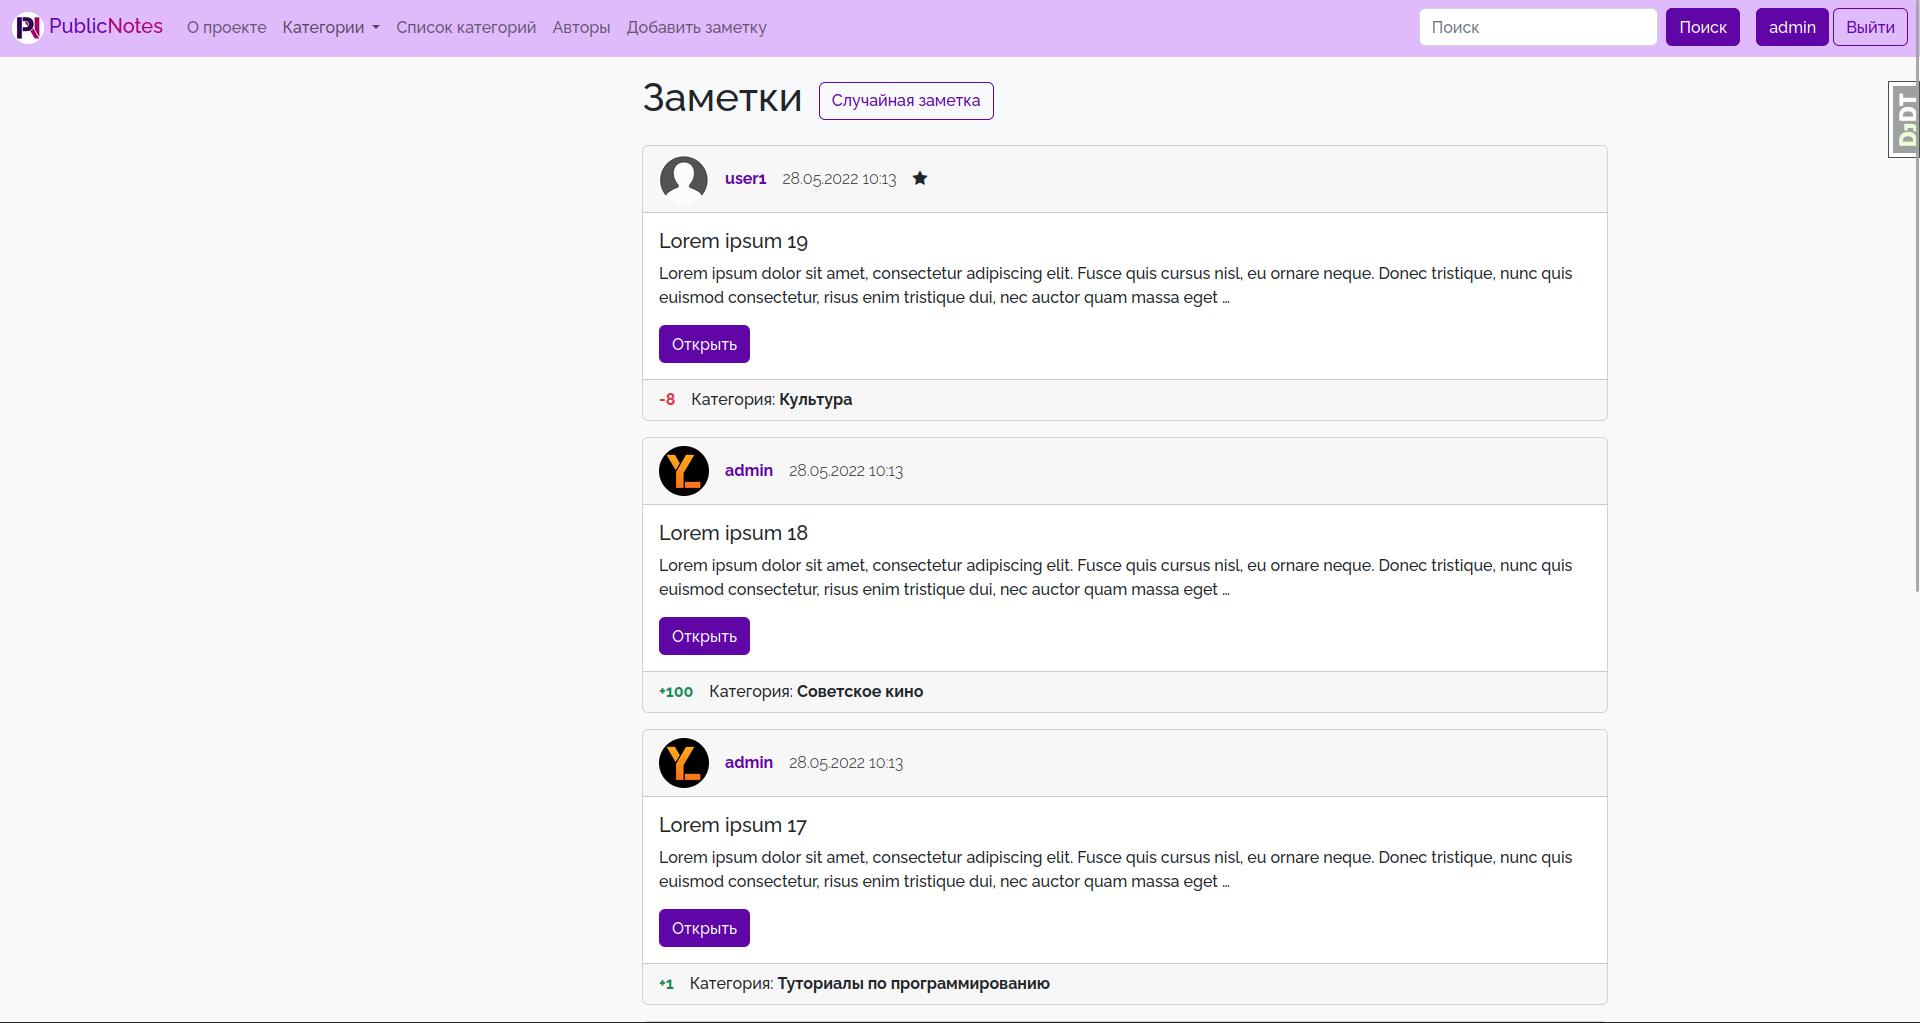 PublicNotes О проекте Категории Список категорий Авторы Добавить заметку Поиск Поиск admin Выйти
Заметки Случайная заметка
DJDT
user1 28.05.2022 10:13
Lorem ipsum 19
Lorem ipsum dolor sit amet, consectetur adipiscing elit. Fusce quis cursus nisl, eu ornare neque. Donec tristique, nunc quis
euismod consectetur, risus enim tristique dui, nec auctor quam massa eget …
Открыть
-8 Категория: Культура
admin 28.05.2022 10:13
Lorem ipsum 18
Lorem ipsum dolor sit amet, consectetur adipiscing elit. Fusce quis cursus nisl, eu ornare neque. Donec tristique, nunc quis
euismod consectetur, risus enim tristique dui, nec auctor quam massa eget …
Открыть
+100 Категория: Советское кино
admin 28.05.2022 10:13
Lorem ipsum 17
Lorem ipsum dolor sit amet, consectetur adipiscing elit. Fusce quis cursus nisl, eu ornare neque. Donec tristique, nunc quis
euismod consectetur, risus enim tristique dui, nec auctor quam massa eget …
Открыть
+1 Категория: Туториалы по программированию